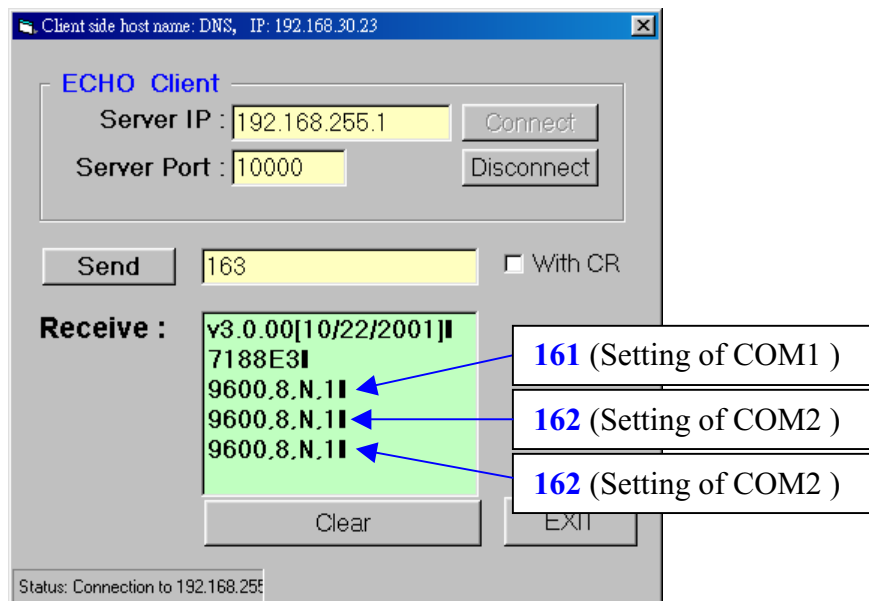 Client side host name: DNS, IP: 192.168.30.23
ECHO Client
Server IP : 192.168.255.1 Connect
Server Port : 10000 Disconnect
Send 163 With CR
Receive :
v3.0.00[10/22/2001]
7188E3
9600,8,N,1
9600,8,N,1
9600,8,N,1
161 (Setting of COM1 )
162 (Setting of COM2 )
162 (Setting of COM2 )
Clear EXIT
Status: Connection to 192.168.255